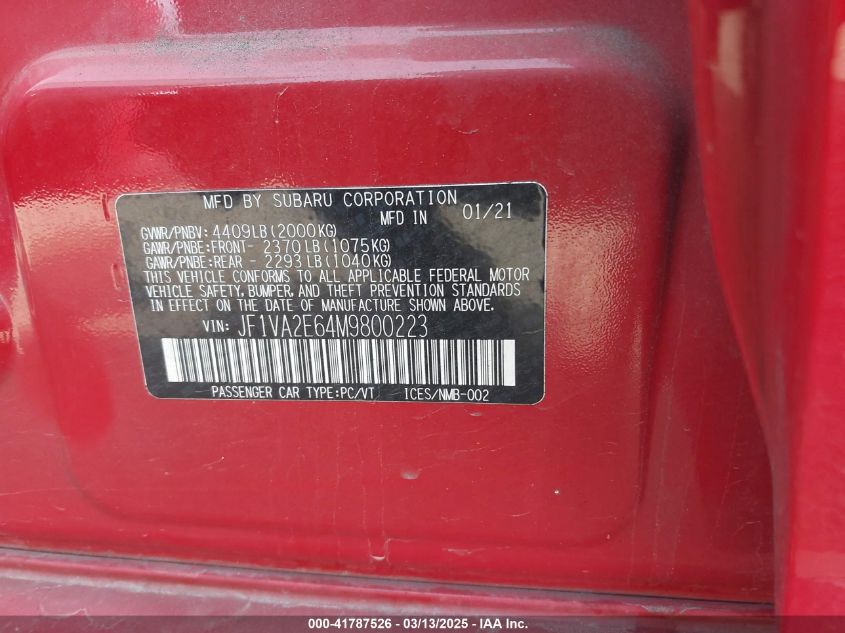 MFD BY SUBARU CORPORATION
MFD IN 01/21
GVWR/PNBV: 4409LB(2000KG)
GAWR/PNBE:FRONT- 2370LB(1075KG)
GAWR/PNBE:REAR - 2293LB(1040KG)
THIS VEHICLE CONFORMS TO ALL APPLICABLE FEDERAL MOTOR
VEHICLE SAFETY, BUMPER, AND THEFT PREVENTION STANDARDS
IN EFFECT ON THE DATE OF MANUFACTURE SHOWN ABOVE.
VIN: JF1VA2E64M9800223
PASSENGER CAR TYPE:PC/VT ICES/NMB-002
000-41787526 - 03/13/2025 - IAA Inc.